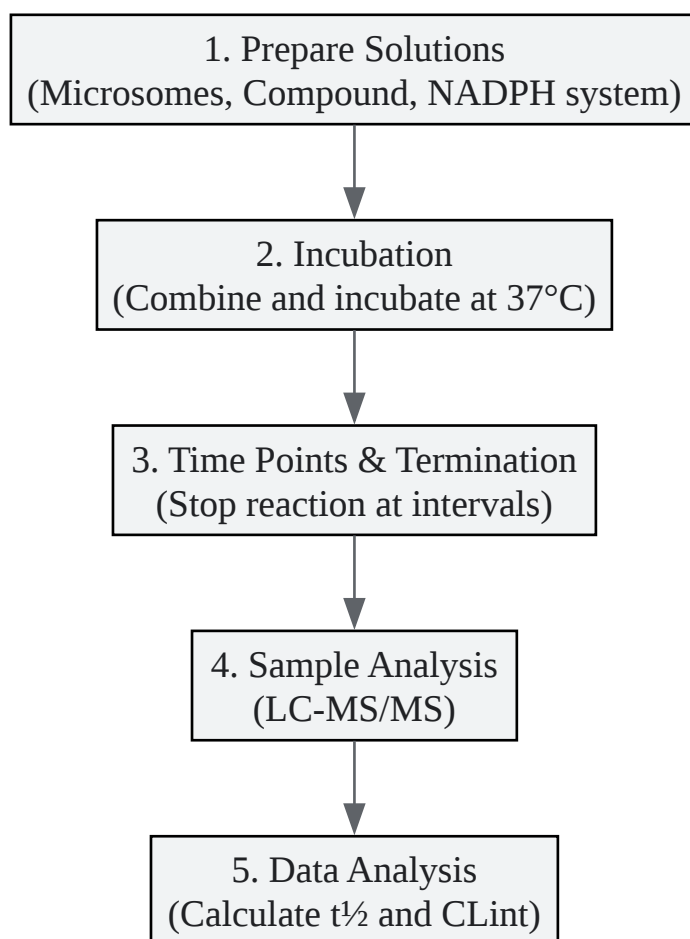 1. Prepare Solutions
(Microsomes, Compound, NADPH system)
2. Incubation
(Combine and incubate at 37°C)
3. Time Points & Termination
(Stop reaction at intervals)
4. Sample Analysis
(LC-MS/MS)
5. Data Analysis
(Calculate t½ and CLint)